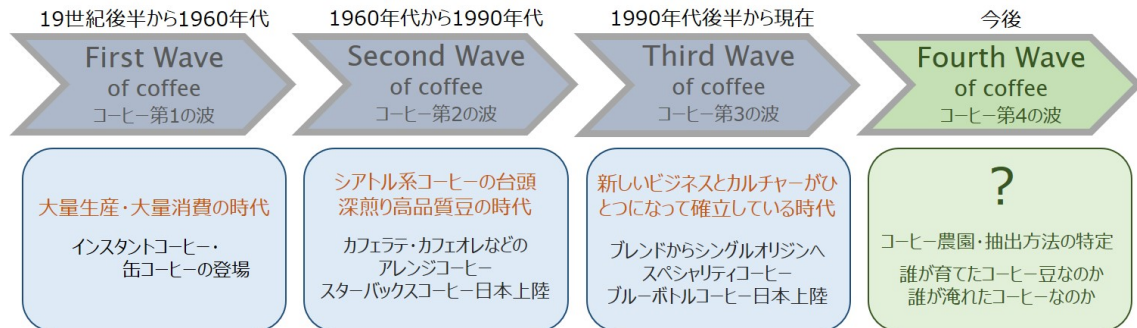 19世紀後半から1960年代
First Wave
of coffee
コーヒー第1の波
大量生産・大量消費の時代
インスタントコーヒー・
缶コーヒーの登場
1960年代から1990年代
Second Wave
of coffee
コーヒー第2の波
シアトル系コーヒーの台頭
深煎り高品質豆の時代
カフェラテ・カフェオレなどの
アレンジコーヒー
スターバックスコーヒー日本上陸
1990年代後半から現在
Third Wave
of coffee
コーヒー第3の波
新しいビジネスとカルチャーがひ
とつになって確立している時代
ブレンドからシングルオリジンへ
スペシャリティコーヒー
ブルーボトルコーヒー日本上陸
今後
Fourth Wave
of coffee
コーヒー第4の波
?
コーヒー農園・抽出方法の特定
誰が育てたコーヒー豆なのか
誰が淹れたコーヒーなのか